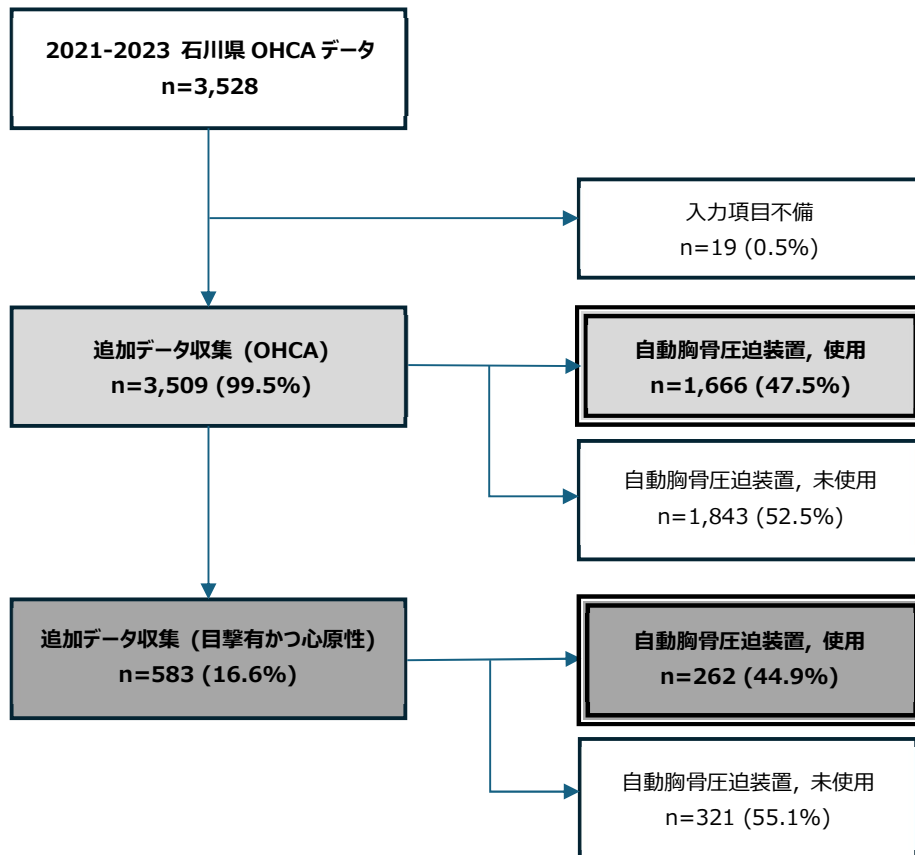 2021-2023 石川県 OHCA データ
n=3,528
入力項目不備
n=19 (0.5%)
追加データ収集 (OHCA)
n=3,509 (99.5%)
自動胸骨圧迫装置, 使用
n=1,666 (47.5%)
自動胸骨圧迫装置, 未使用
n=1,843 (52.5%)
追加データ収集 (目撃有かつ心原性)
n=583 (16.6%)
自動胸骨圧迫装置, 使用
n=262 (44.9%)
自動胸骨圧迫装置, 未使用
n=321 (55.1%)